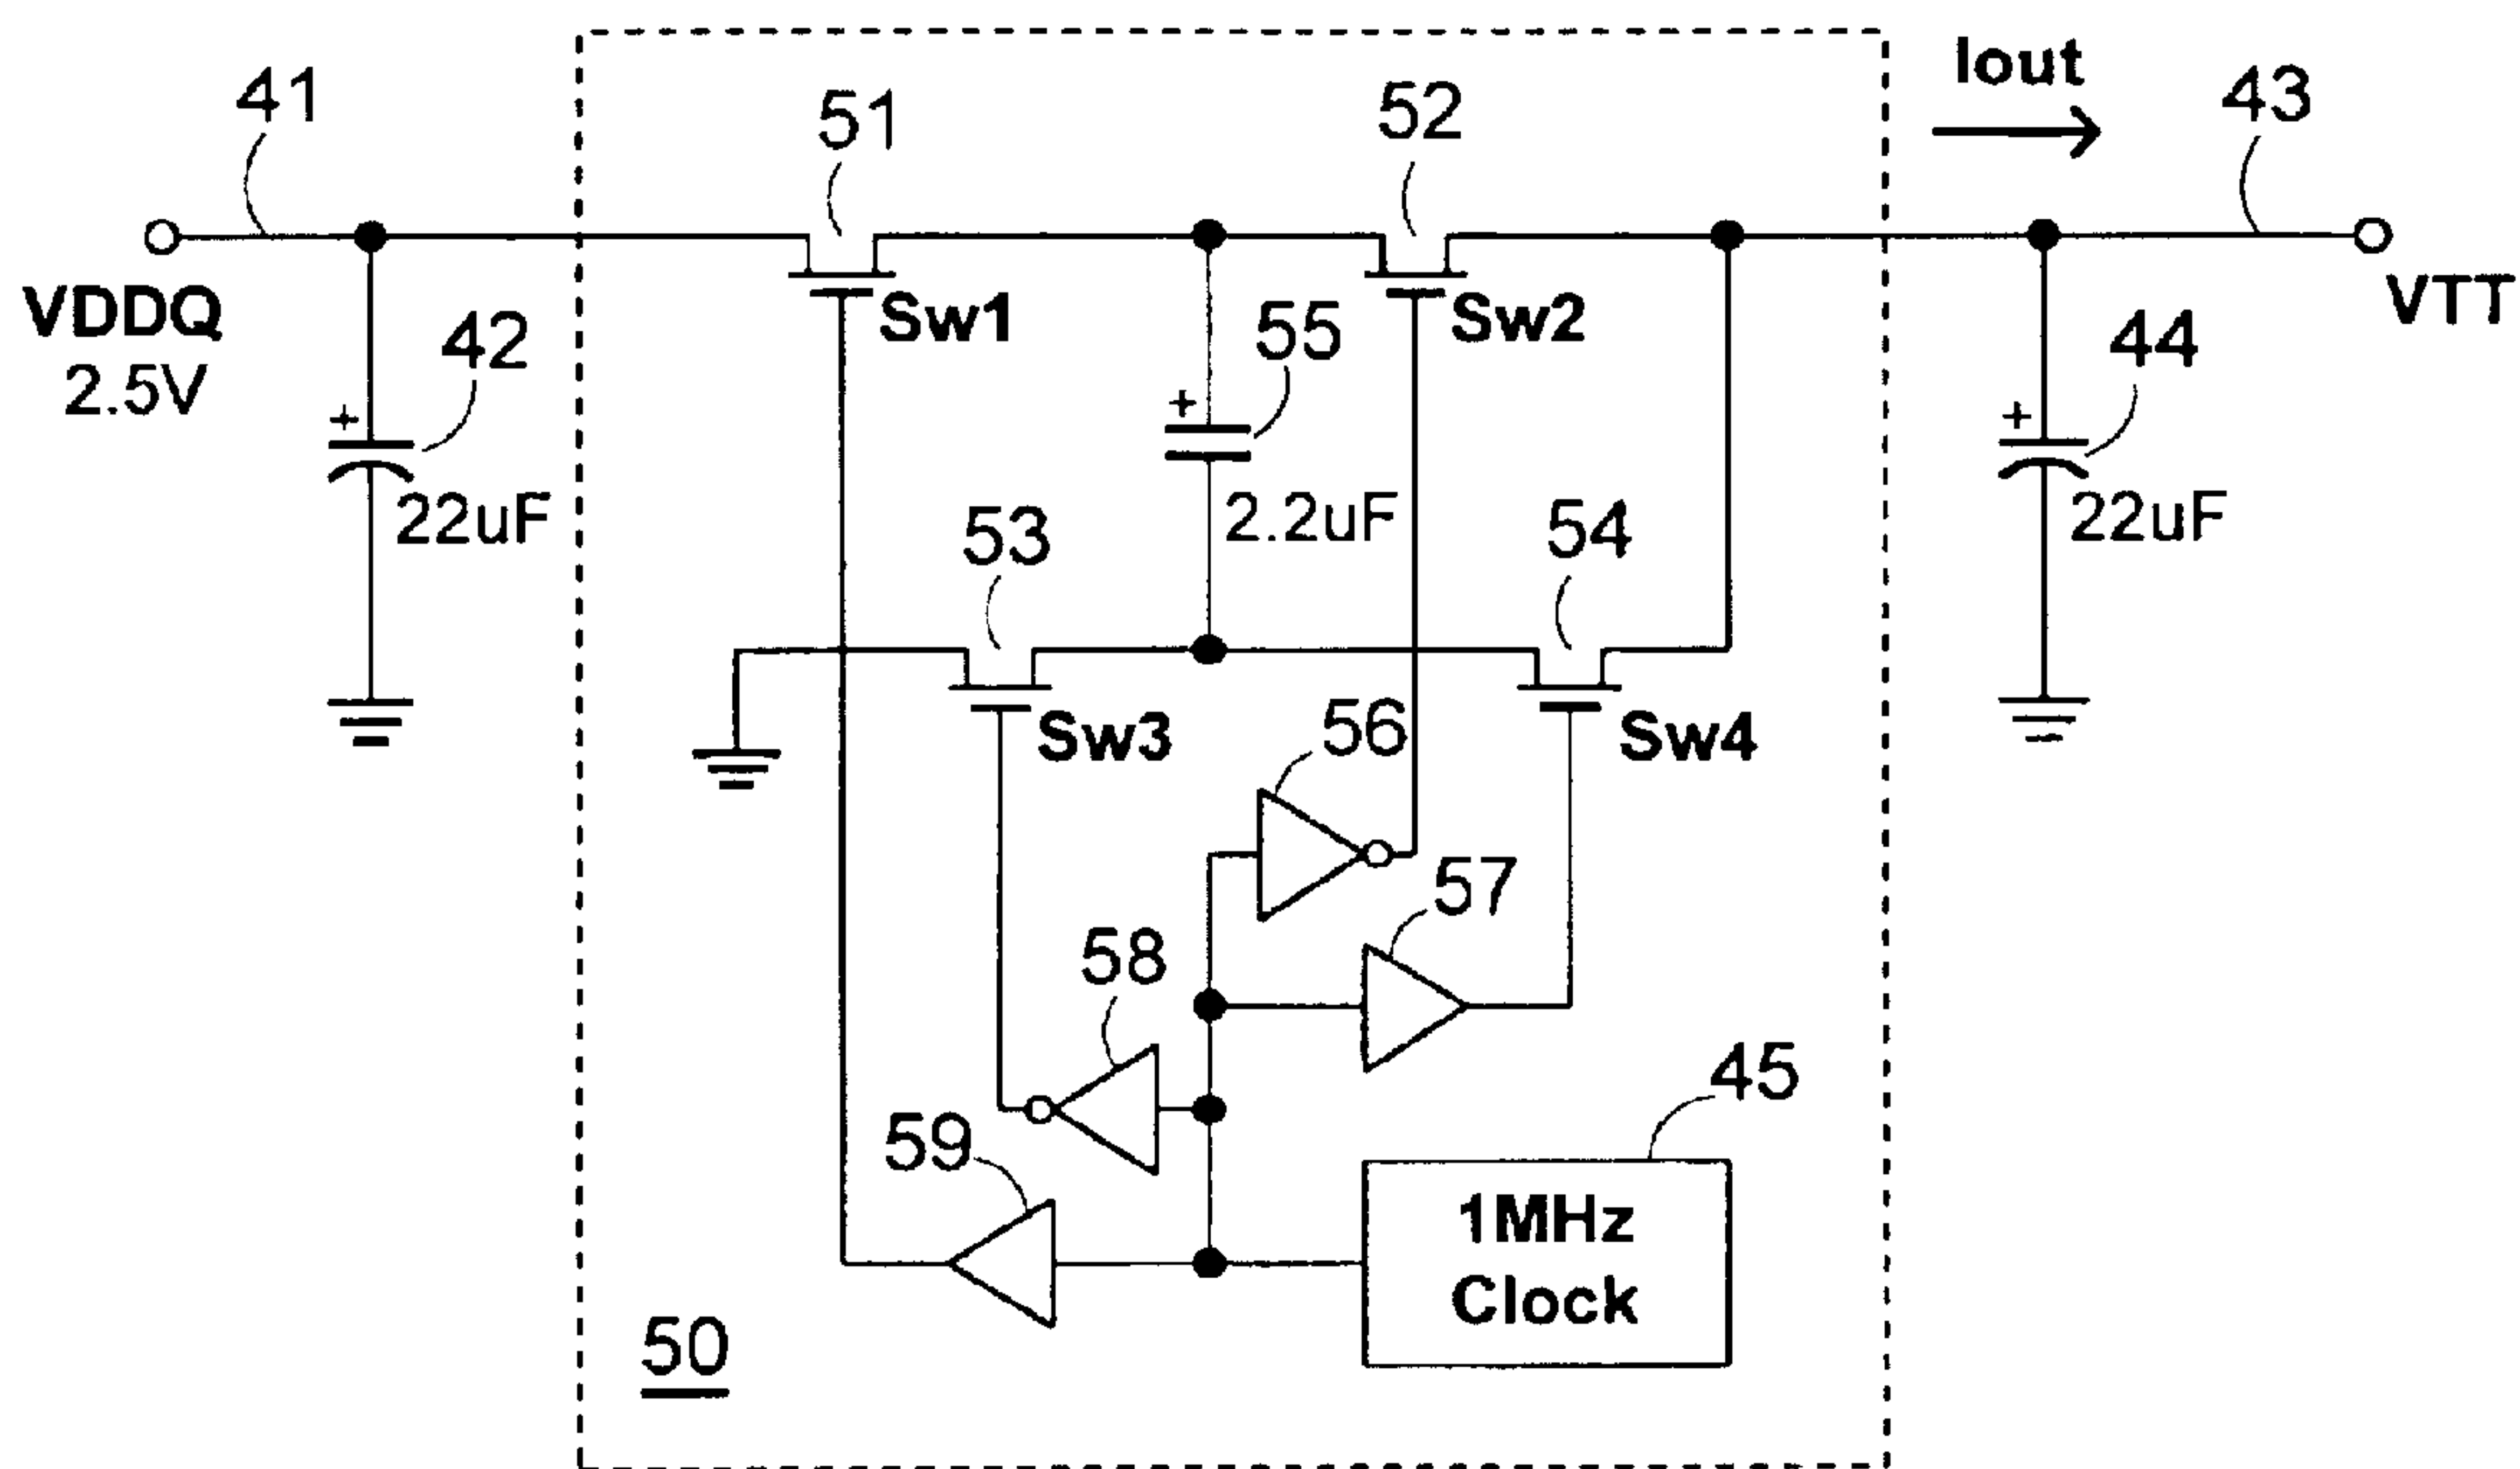 41
51
52
Iout
43
VDDQ
2.5V
42
Sw1
55
Sw2
44
VTT
+
+
+
22uF
53
2.2uF
54
22uF
Sw3
56
Sw4
57
58
45
59
1MHz
Clock
50